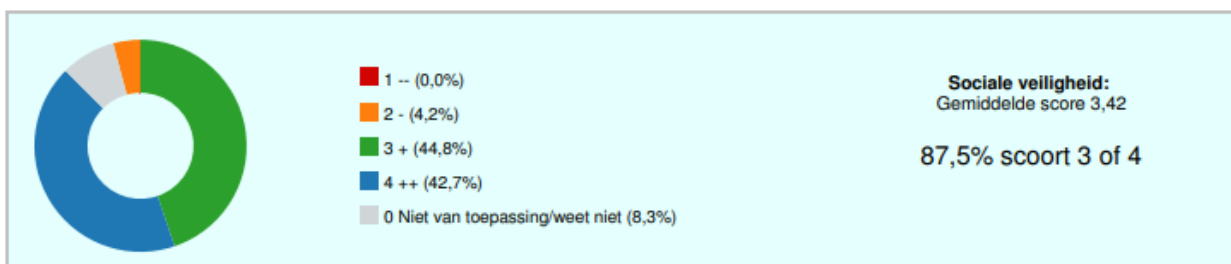 1 -- (0,0%)
2 - (4,2%)
3 + (44,8%)
4 ++ (42,7%)
0 Niet van toepassing/weet niet (8,3%)
Sociale veiligheid:
Gemiddelde score 3,42
87,5% scoort 3 of 4